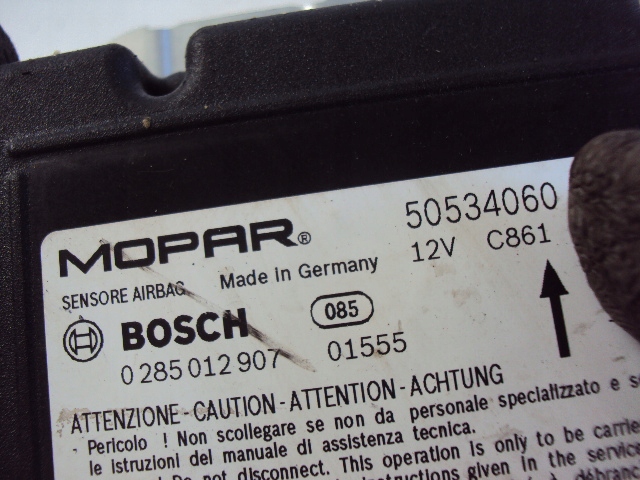 MOPAR®
50534060
12V C861
SENSORE AIRBAG Made in Germany
BOSCH 085
0 285 012 907 01555
ATTENZIONE-CAUTION-ATTENTION-ACHTUNG
- Pericolo ! Non scollegare se non da personale specializzato e
le istruzioni del manuale di assistenza tecnica.
Do not disconnect. This operation is only to be
instructions given in the service
à débranc